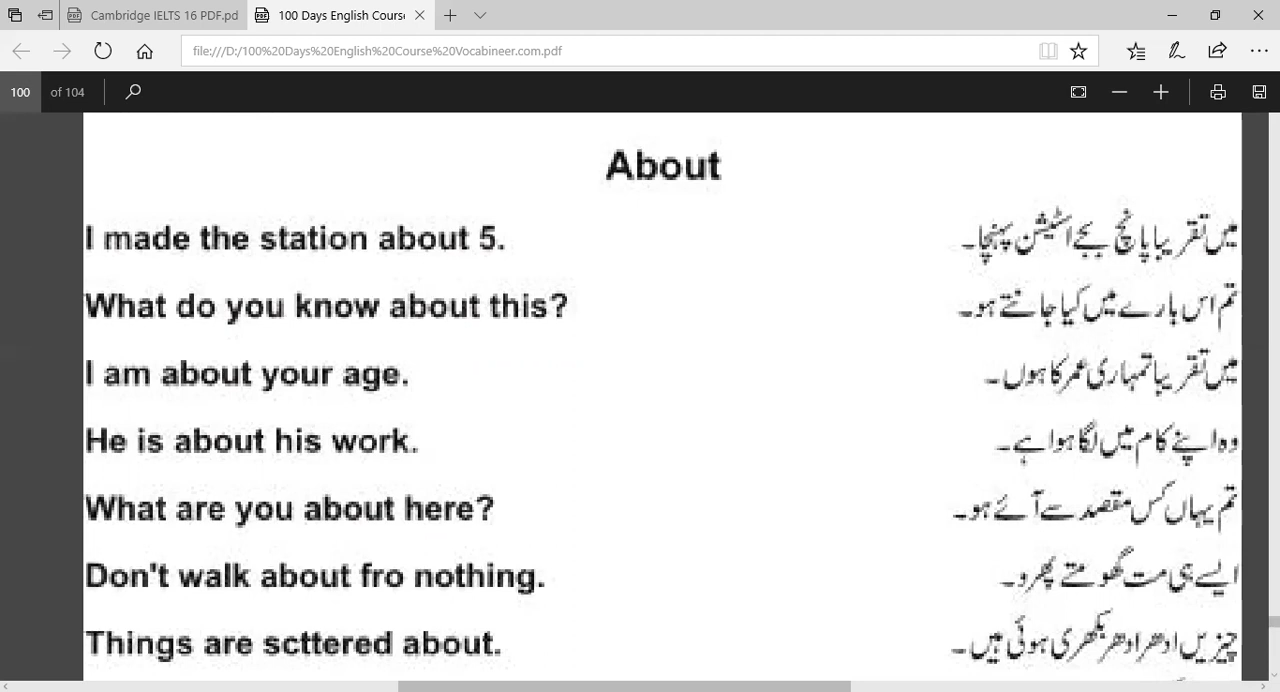 Cambridge IELTS 16 PDF.pd
100 Days English Cours
file:///D:/100%20Days%20English%20Course%20Vocabineer.com.pdf
100 of 104
About
I made the station about 5. میں تقریبا پانچ بجے اسٹیشن پہنچا۔
What do you know about this? تم اس بارے میں کیا جانتے ہو۔
I am about your age. میں تقریبا تمہاری عمر کا ہوں۔
He is about his work. وہ اپنے کام میں لگا ہوا ہے۔
What are you about here? تم یہاں کس مقصد سے آئے ہو۔
Don't walk about fro nothing. ایسے ہی مت گھومتے پھرو۔
Things are scttered about. چیزیں ادھر ادھر بکھری ہوئی ہیں۔